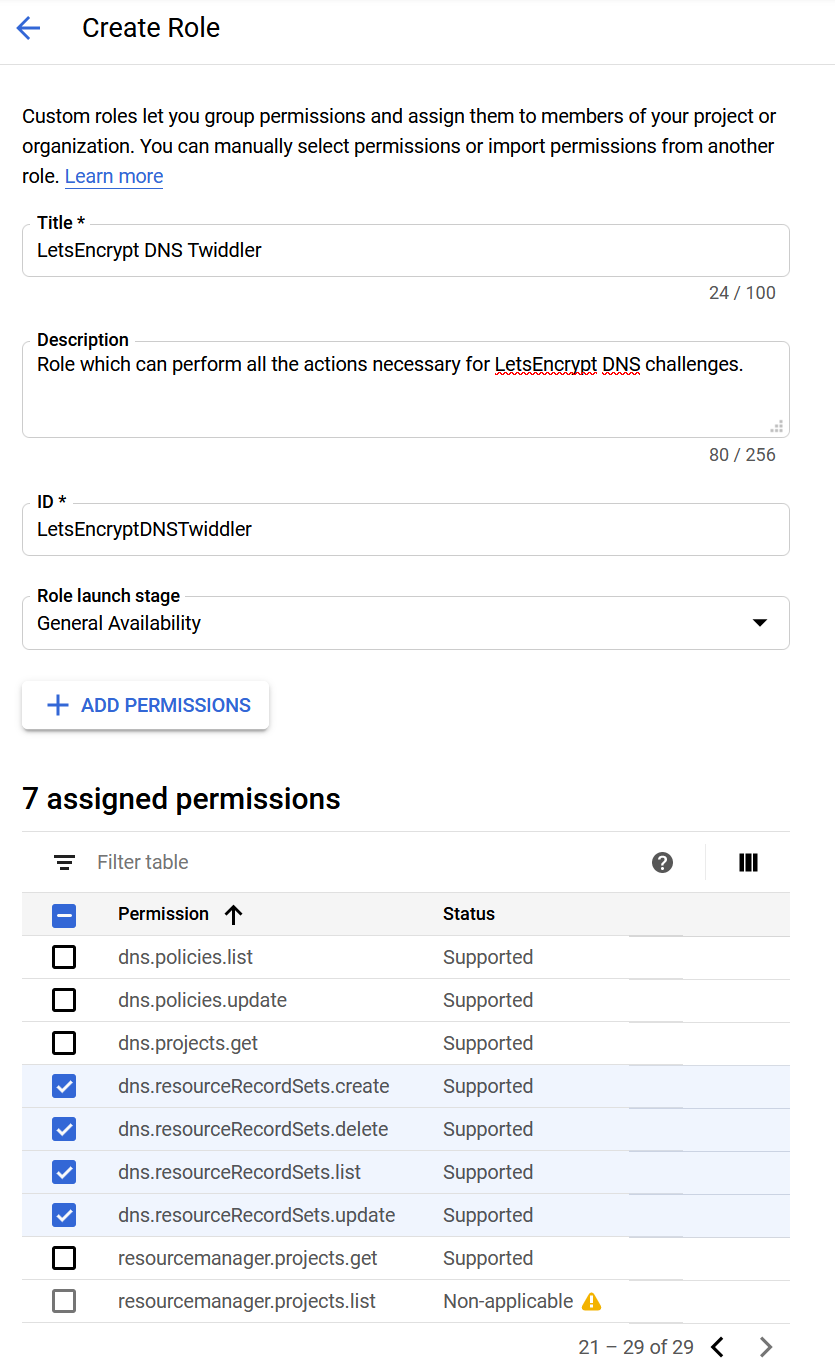 Create Role
Custom roles let you group permissions and assign them to members of your project or
organization. You can manually select permissions or import permissions from another
role. Learn more
Title *
LetsEncrypt DNS Twiddler
24 / 100
Description
Role which can perform all the actions necessary for LetsEncrypt DNS challenges.
80 / 256
ID *
LetsEncryptDNSTwiddler
Role launch stage
General Availability
ADD PERMISSIONS
7 assigned permissions
Filter table
Permission Status
dns.policies.list Supported
dns.policies.update Supported
dns.projects.get Supported
dns.resourceRecordSets.create Supported
dns.resourceRecordSets.delete Supported
dns.resourceRecordSets.list Supported
dns.resourceRecordSets.update Supported
resourcemanager.projects.get Supported
resourcemanager.projects.list Non-applicable
21 – 29 of 29